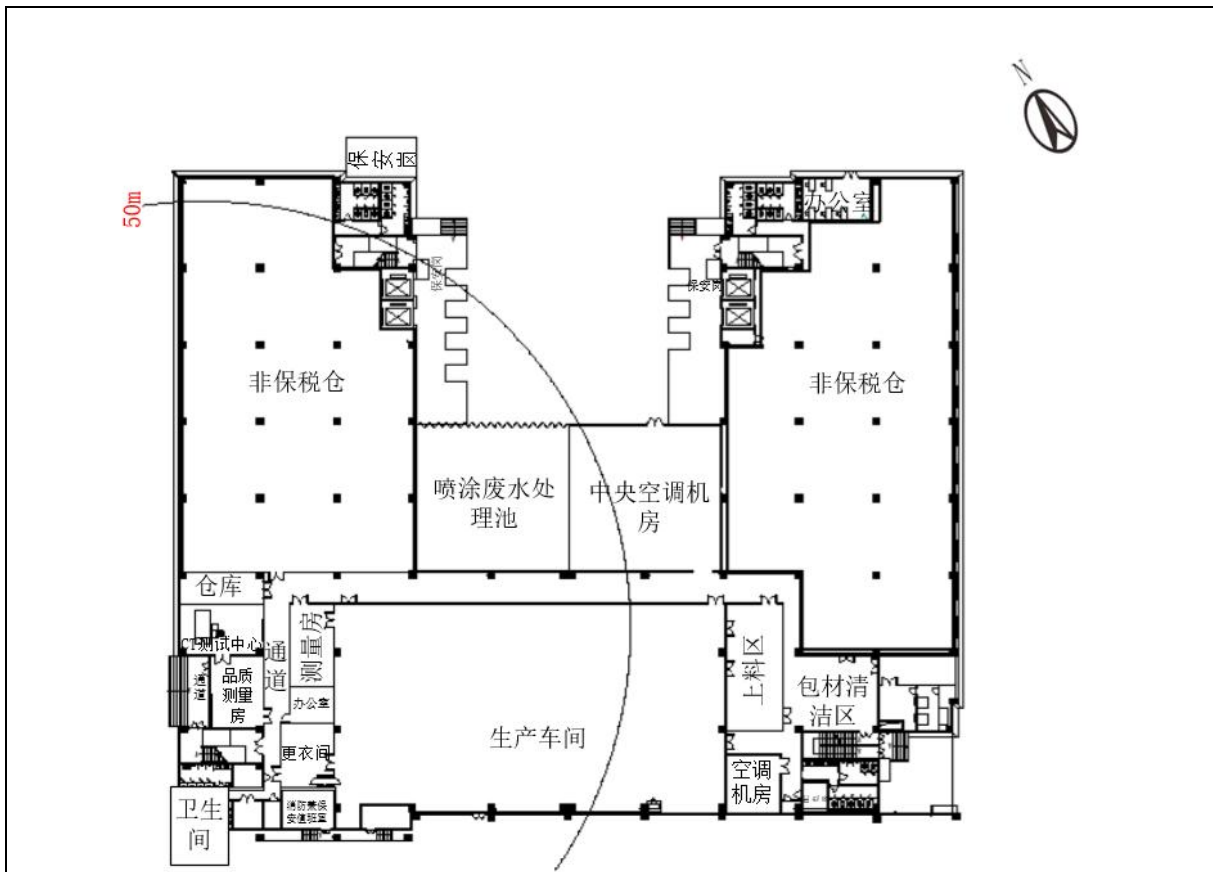 N
保安岗
50m
办公室
保安岗
保安岗
非保税仓
非保税仓
喷涂废水处
理池
中央空调机
房
仓库
CT测试中心
通道
测量房
上料区
通道
品质
测量
房
办公室
包材清
洁区
生产车间
更衣间
空调
机房
卫生
间
消防兼保
安值班室